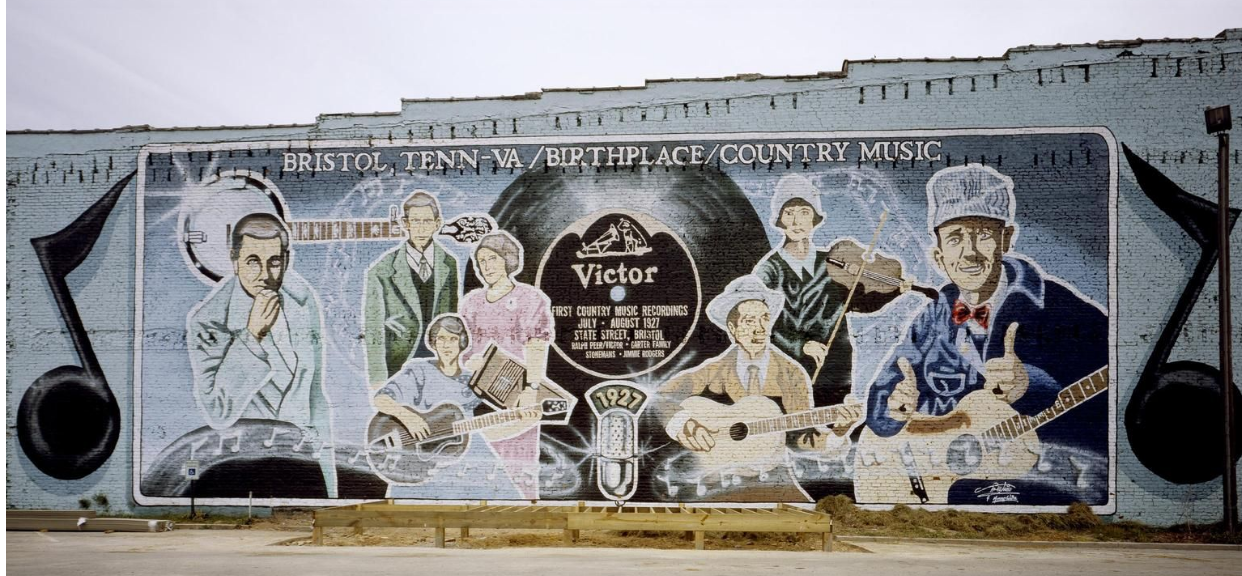 BRISTOL, TENN-VA/BIRTHPLACE/COUNTRY MUSIC
Victor
FIRST COUNTRY MUSIC RECORDINGS
JULY - AUGUST 1927
STATE STREET, BRISTOL
RALPH PEER/VICTOR - CARTER FAMILY
STONEMANS - JIMMIE RODGERS
1927